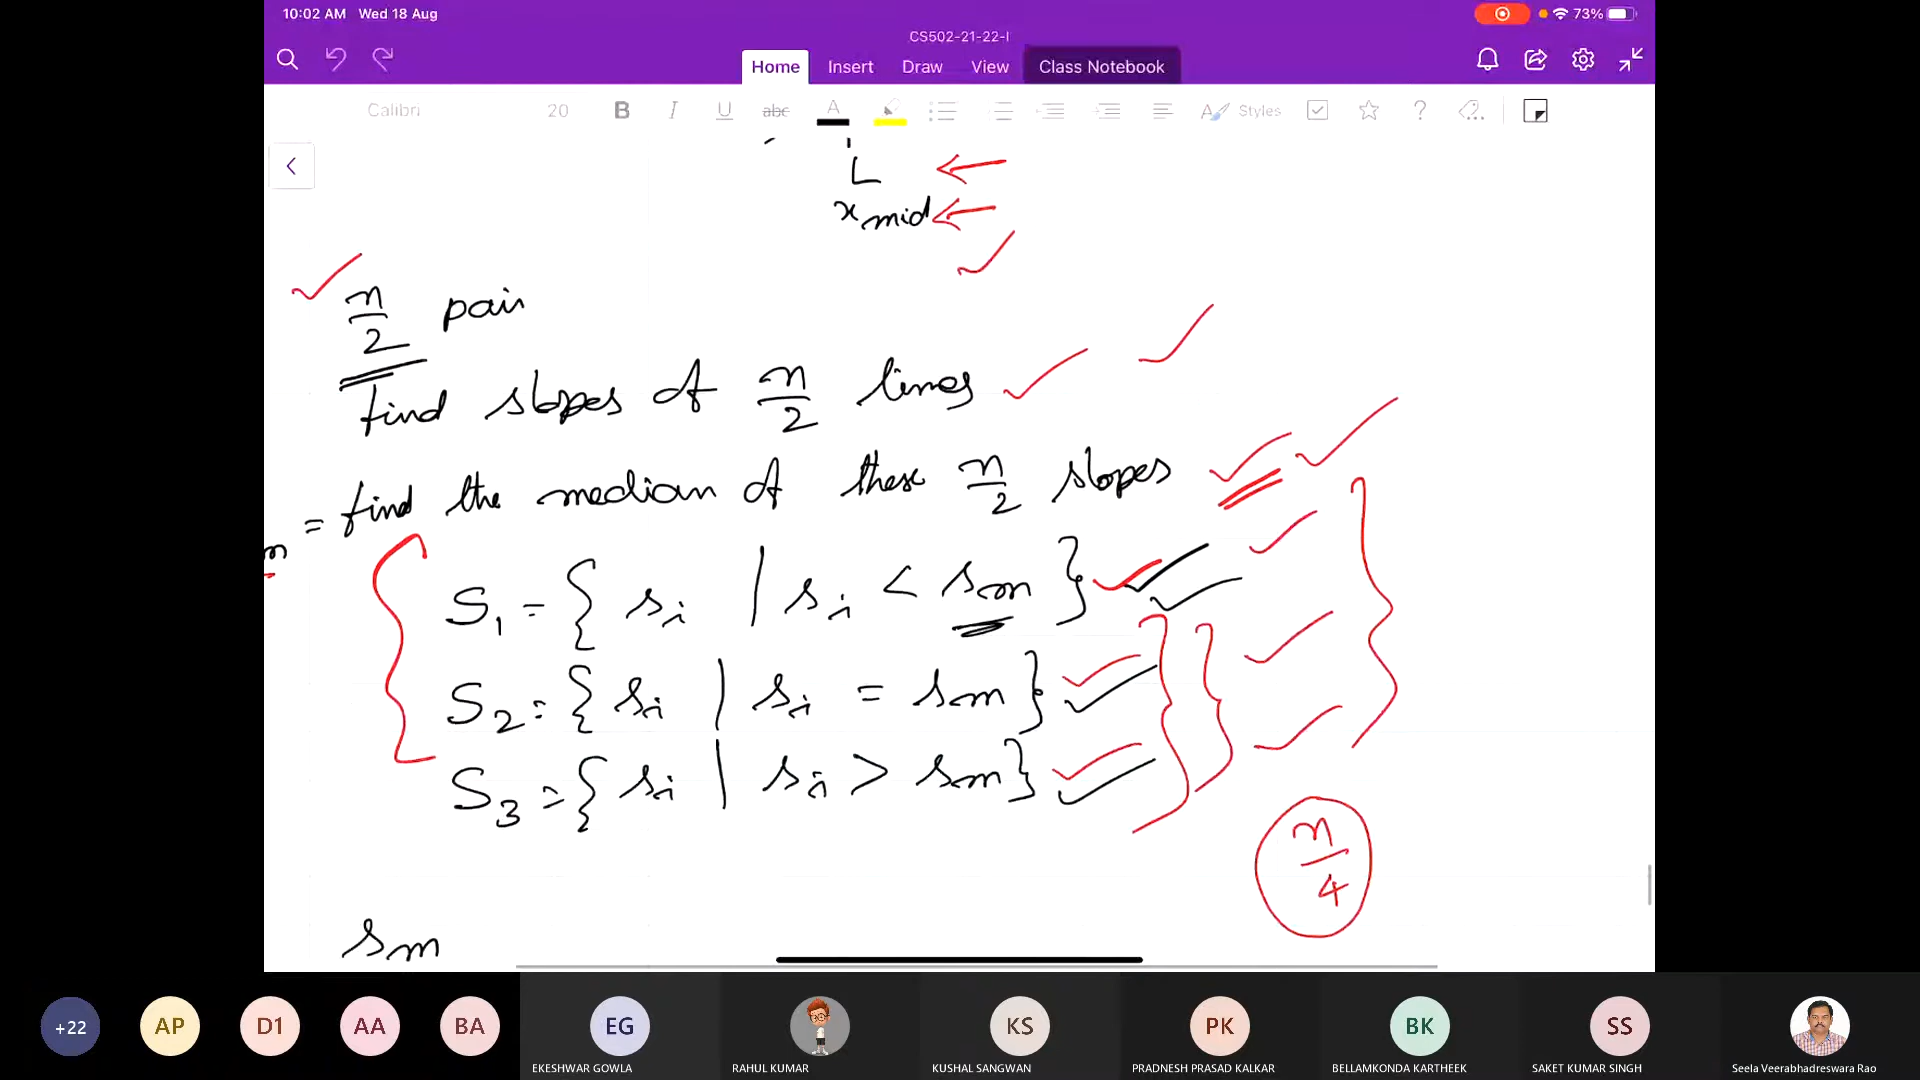 10:02 AM Wed 18 Aug
73%
CS502-21-22-I
Home Insert Draw View Class Notebook
Calibri 20 B I U abc A Styles
L
x mid
n/2 pair
find slopes of n/2 lines
m = find the median of these n/2 slopes
S1 = { si | si < sm }
S2 = { si | si = sm }
S3 = { si | si > sm }
n/4
sm
+22 AP D1 AA BA EG KS PK BK SS
EKESHWAR GOWLA RAHUL KUMAR KUSHAL SANGWAN PRADNESH PRASAD KALKAR BELLAMKONDA KARTHEEK SAKET KUMAR SINGH Seela Veerabhadreswara Rao